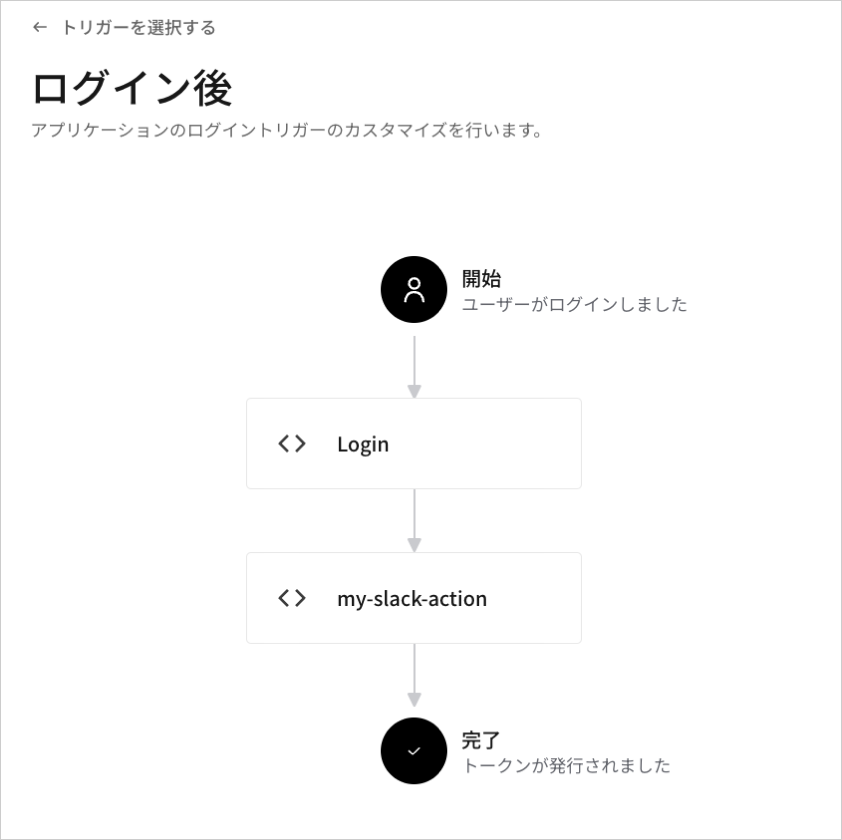 ← トリガーを選択する
ログイン後
アプリケーションのログイントリガーのカスタマイズを行います。
開始
ユーザーがログインしました
Login
my-slack-action
完了
トークンが発行されました